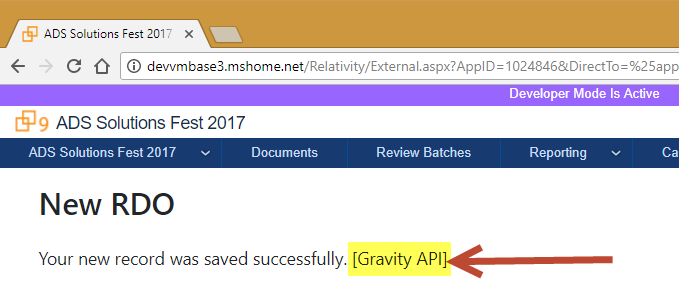 ADS Solutions Fest 2017
devvmbase3.mshome.net/Relativity/External.aspx?AppID=1024846&DirectTo=%25app
Developer Mode Is Active
9 ADS Solutions Fest 2017
ADS Solutions Fest 2017 Documents Review Batches Reporting Ca
New RDO
Your new record was saved successfully. [Gravity API]